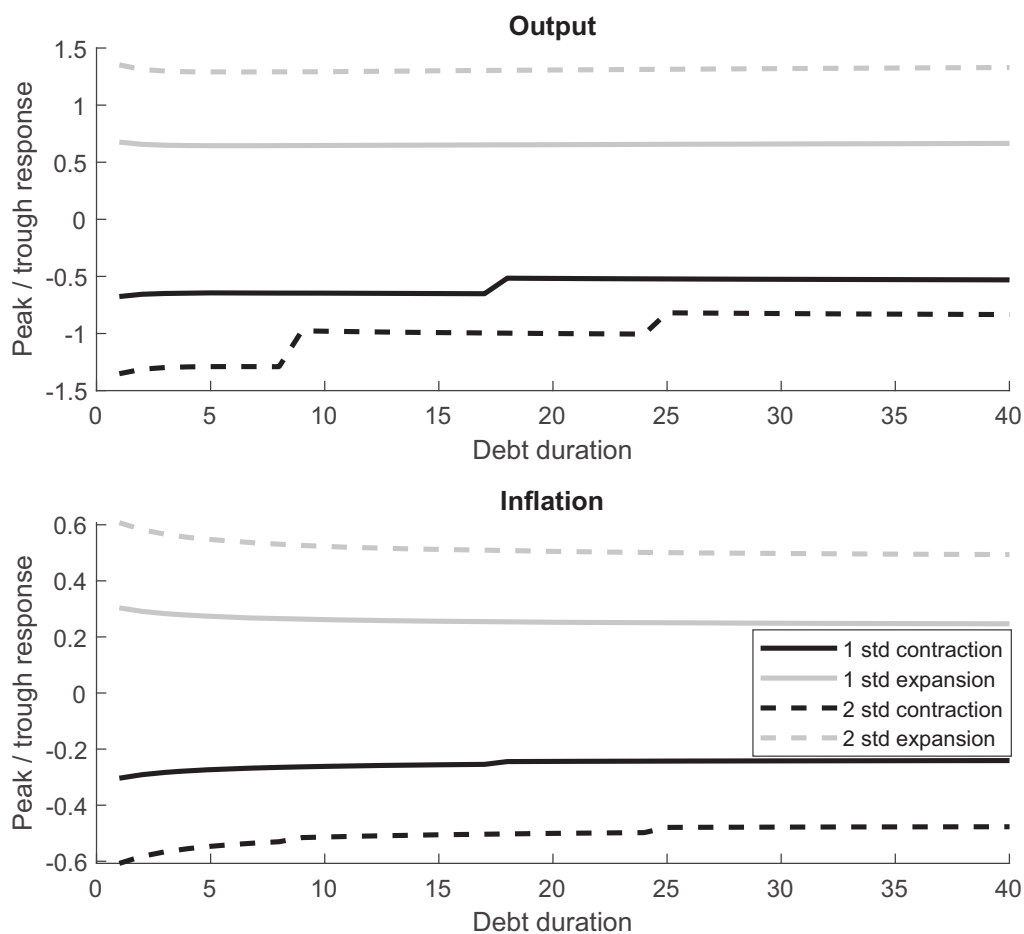 Output
Peak / trough response
1.5
1
0.5
0
-0.5
-1
-1.5
0 5 10 15 20 25 30 35 40
Debt duration
Inflation
Peak / trough response
0.6
0.4
0.2
0
-0.2
-0.4
-0.6
1 std contraction
1 std expansion
2 std contraction
2 std expansion
0 5 10 15 20 25 30 35 40
Debt duration